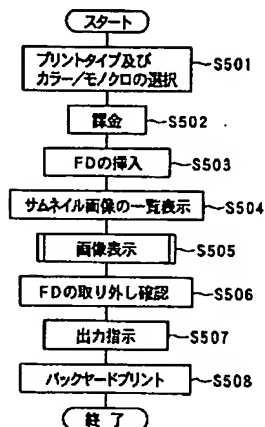 スタート
プリントタイプ及び
カラー/モノクロの選択
S501
課金
S502
FDの挿入
S503
サムネイル画像の一覧表示
S504
画像表示
S505
FDの取り外し確認
S506
出力指示
S507
バックヤードプリント
S508
終了